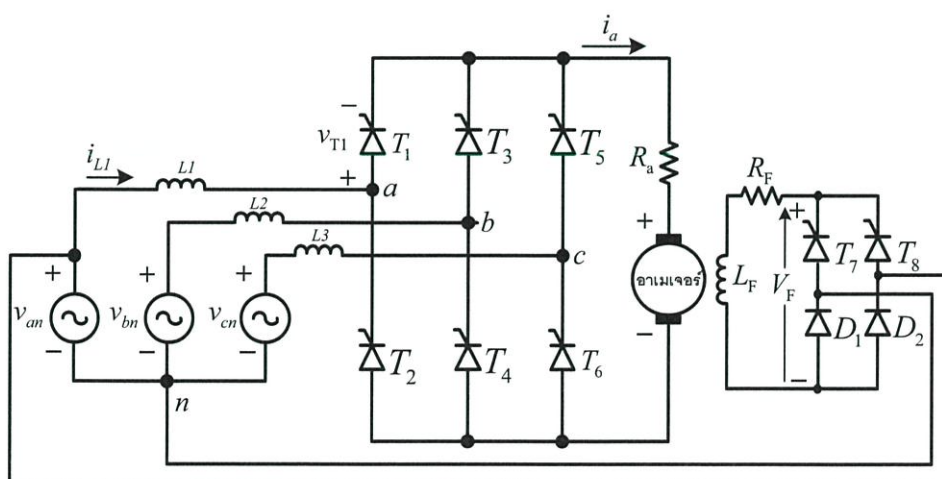 i_a
v_T1
T_1
T_3
T_5
i_L1
L1
a
R_a
R_F
L2
b
L3
c
อาเมเจอร์
L_F
V_F
T_7
T_8
v_an
v_bn
v_cn
D_1
D_2
T_2
T_4
T_6
n